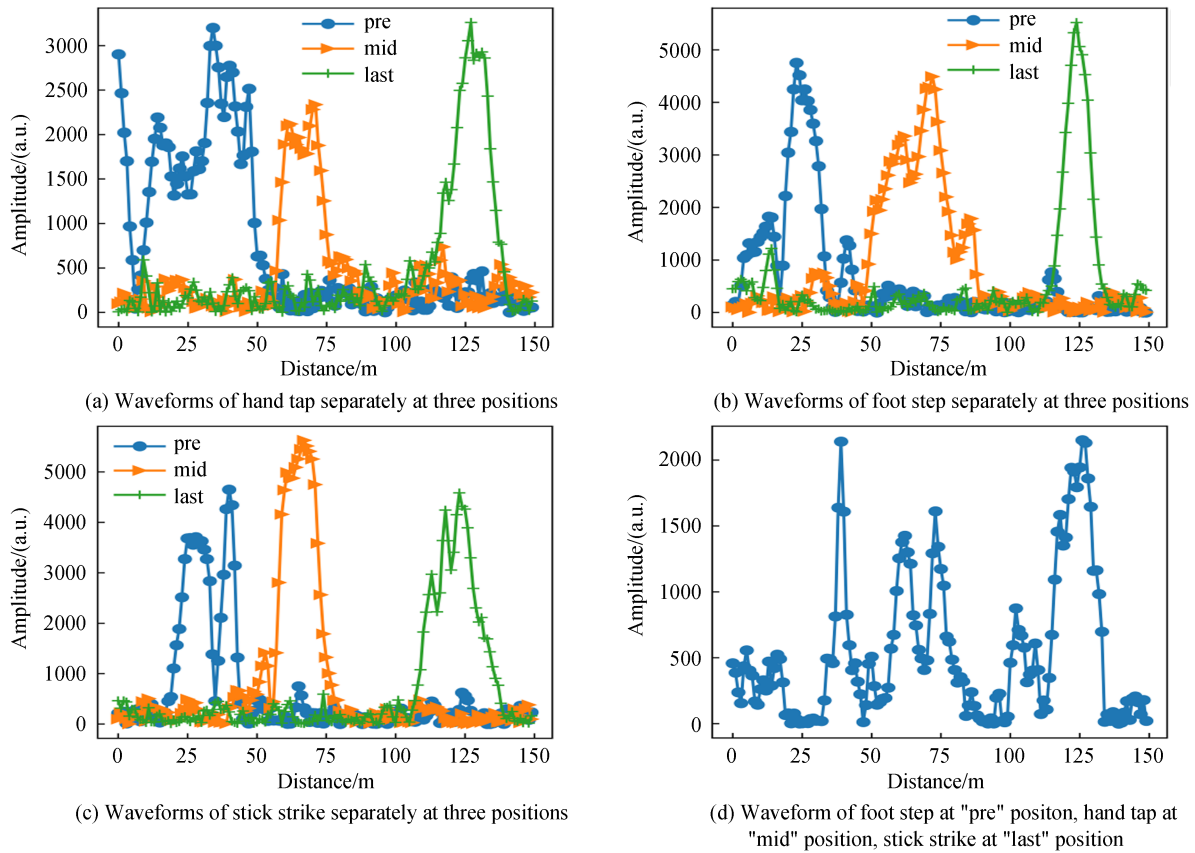 pre
mid
last
3000
2500
2000
1500
1000
500
0
Amplitude/(a.u.)
0 25 50 75 100 125 150
Distance/m
(a) Waveforms of hand tap separately at three positions
pre
mid
last
5000
4000
3000
2000
1000
0
Amplitude/(a.u.)
0 25 50 75 100 125 150
Distance/m
(b) Waveforms of foot step separately at three positions
pre
mid
last
5000
4000
3000
2000
1000
0
Amplitude/(a.u.)
0 25 50 75 100 125 150
Distance/m
(c) Waveforms of stick strike separately at three positions
2000
1500
1000
500
0
Amplitude/(a.u.)
0 25 50 75 100 125 150
Distance/m
(d) Waveform of foot step at "pre" positon, hand tap at
"mid" position, stick strike at "last" position